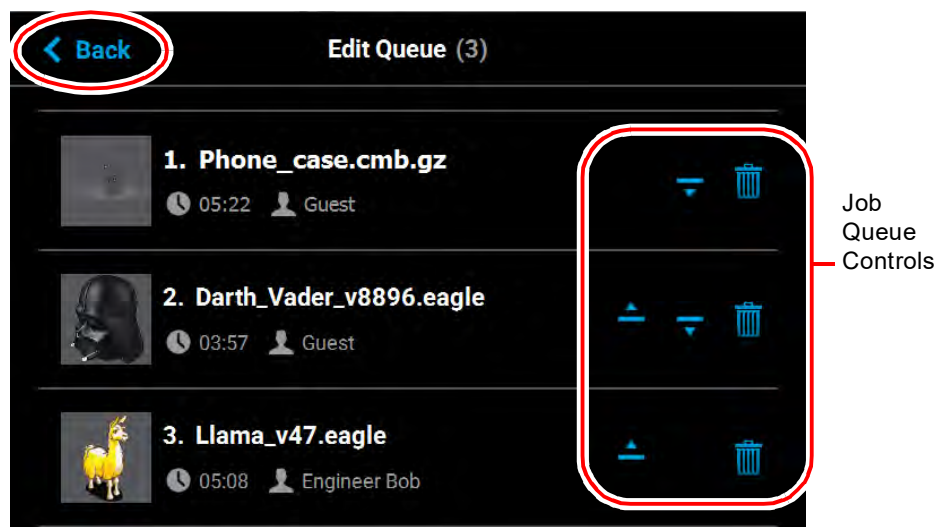 Back
Edit Queue (3)
1. Phone_case.cmb.gz
05:22 Guest
2. Darth_Vader_v8896.eagle
03:57 Guest
3. Llama_v47.eagle
05:08 Engineer Bob
Job
Queue
Controls